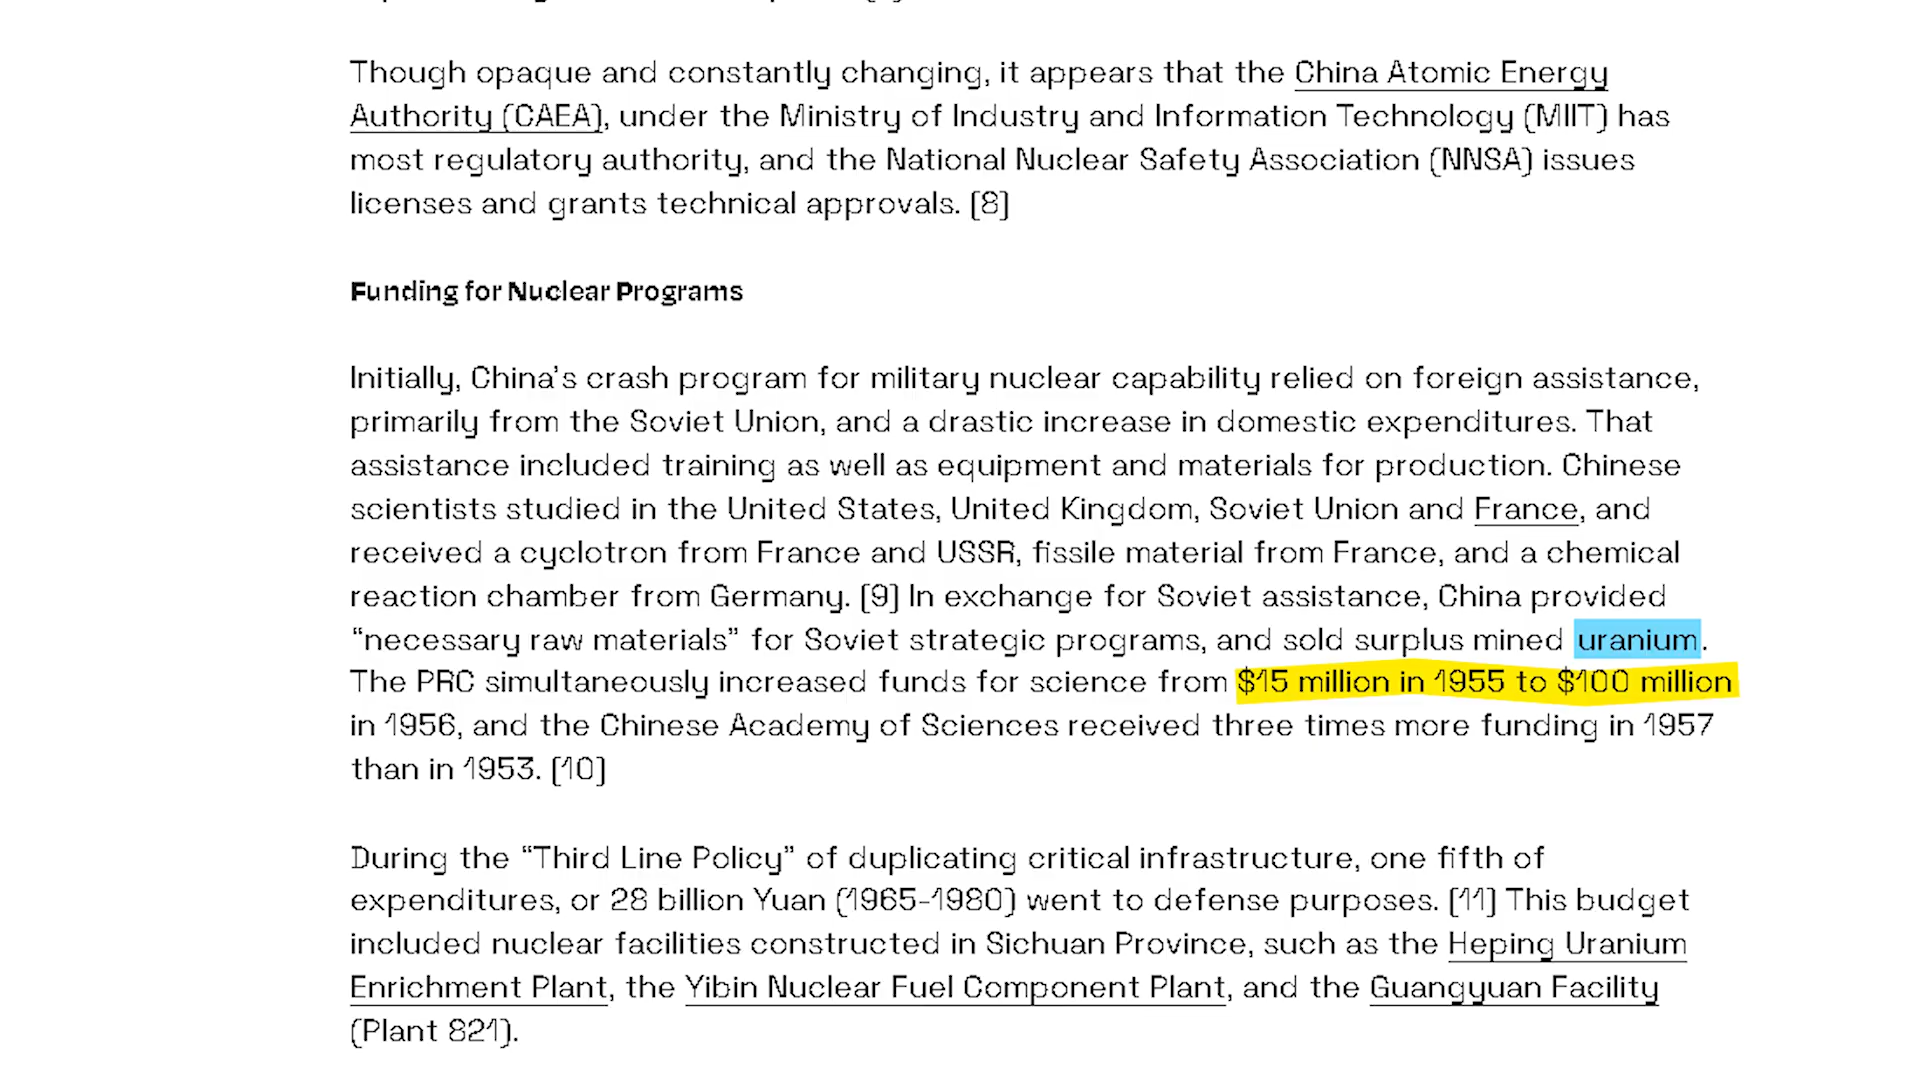 Though opaque and constantly changing, it appears that the China Atomic Energy
Authority (CAEA), under the Ministry of Industry and Information Technology (MIIT) has
most regulatory authority, and the National Nuclear Safety Association (NNSA) issues
licenses and grants technical approvals. [8]
Funding for Nuclear Programs
Initially, China's crash program for military nuclear capability relied on foreign assistance,
primarily from the Soviet Union, and a drastic increase in domestic expenditures. That
assistance included training as well as equipment and materials for production. Chinese
scientists studied in the United States, United Kingdom, Soviet Union and France, and
received a cyclotron from France and USSR, fissile material from France, and a chemical
reaction chamber from Germany. [9] In exchange for Soviet assistance, China provided
“necessary raw materials” for Soviet strategic programs, and sold surplus mined uranium.
The PRC simultaneously increased funds for science from $15 million in 1955 to $100 million
in 1956, and the Chinese Academy of Sciences received three times more funding in 1957
than in 1953. [10]
During the “Third Line Policy” of duplicating critical infrastructure, one fifth of
expenditures, or 28 billion Yuan (1965-1980) went to defense purposes. [11] This budget
included nuclear facilities constructed in Sichuan Province, such as the Heping Uranium
Enrichment Plant, the Yibin Nuclear Fuel Component Plant, and the Guangyuan Facility
(Plant 821).